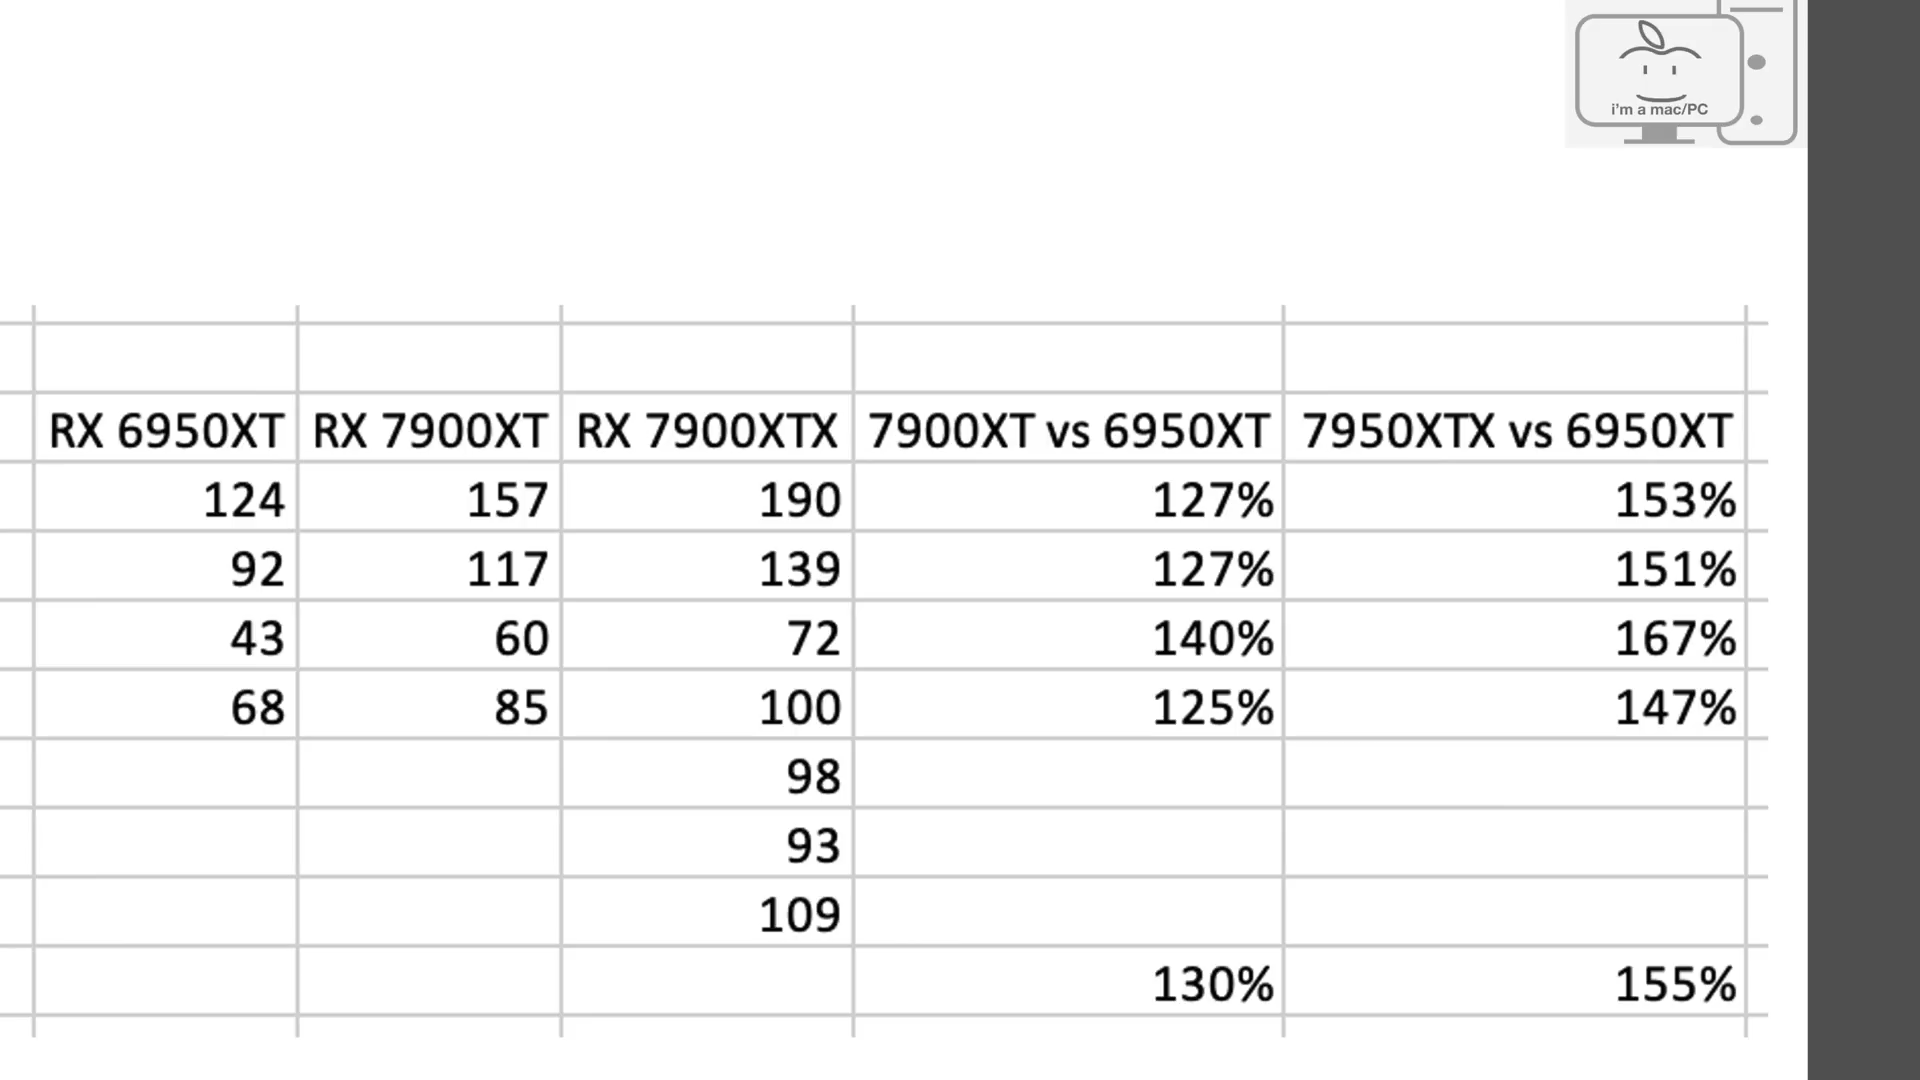 i'm a mac/PC
RX 6950XT RX 7900XT RX 7900XTX 7900XT vs 6950XT 7950XTX vs 6950XT
124 157 190 127% 153%
92 117 139 127% 151%
43 60 72 140% 167%
68 85 100 125% 147%
98
93
109
130% 155%